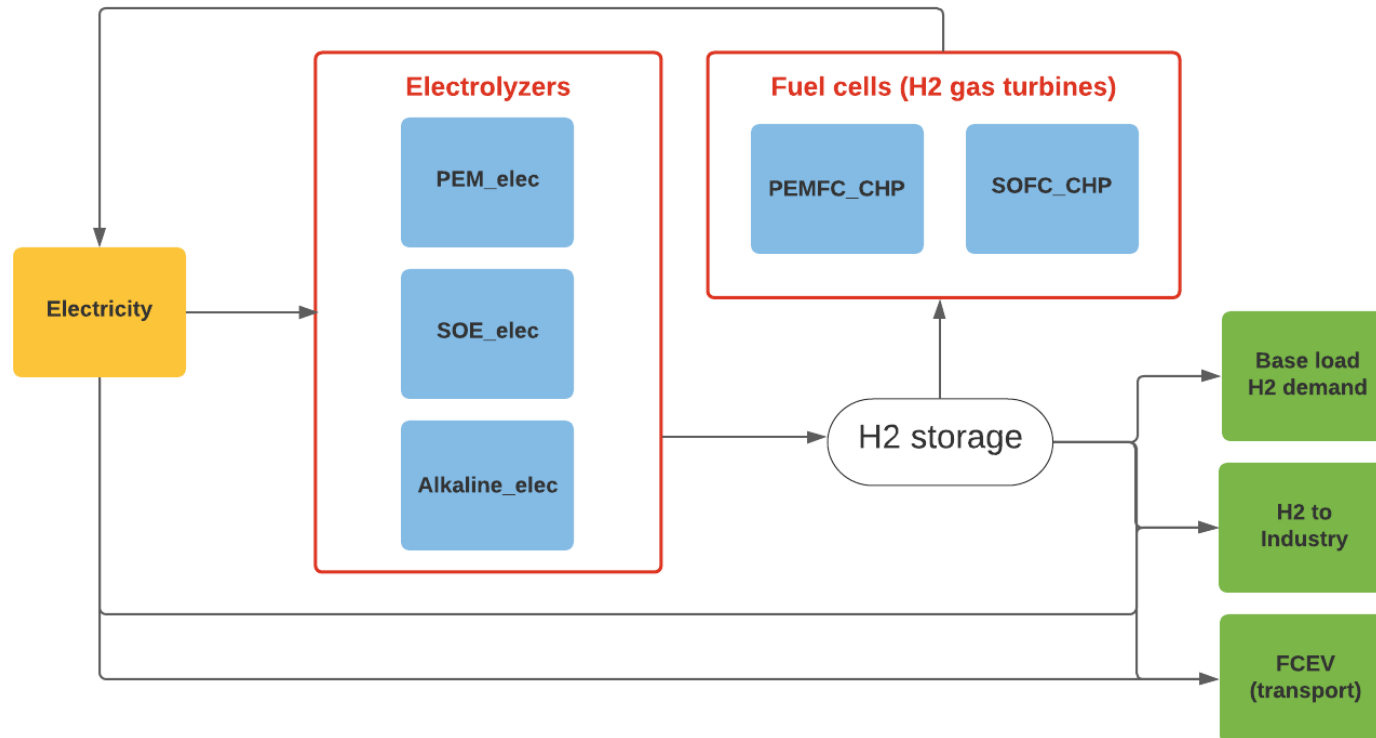 Electrolyzers
Fuel cells (H2 gas turbines)
PEM_elec
PEMFC_CHP
SOFC_CHP
Electricity
SOE_elec
Base load
H2 demand
H2 storage
Alkaline_elec
H2 to
Industry
FCEV
(transport)